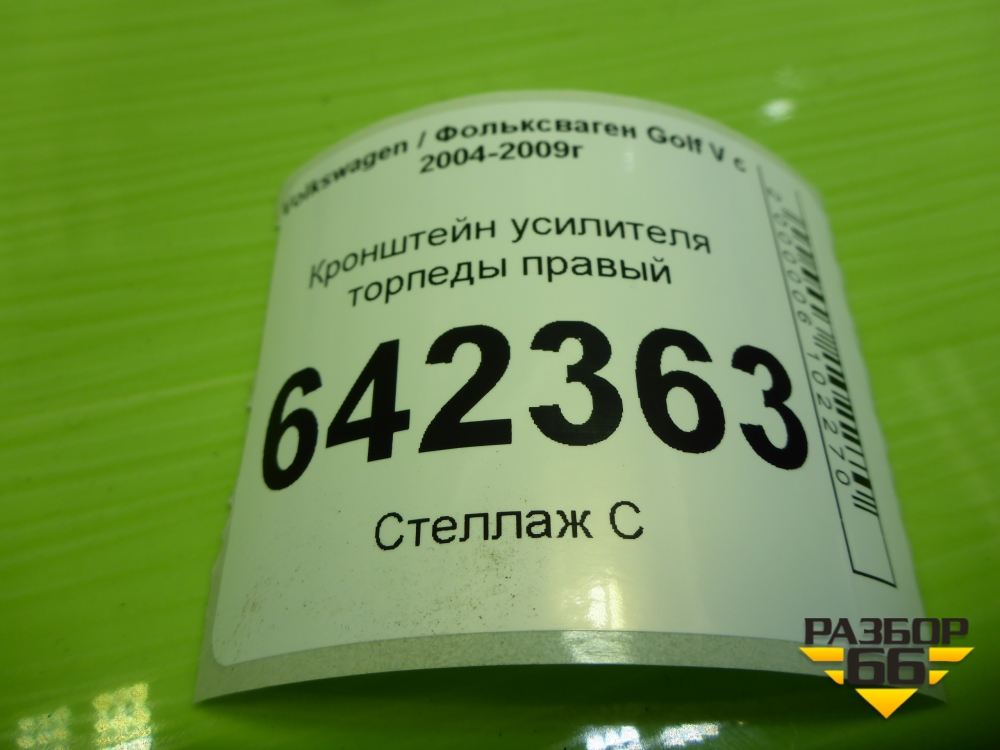 Volkswagen / Фольксваген Golf V с
2004-2009г
Кронштейн усилителя
торпеды правый
642363
Стеллаж С
2000006102270
РАЗБОР
66